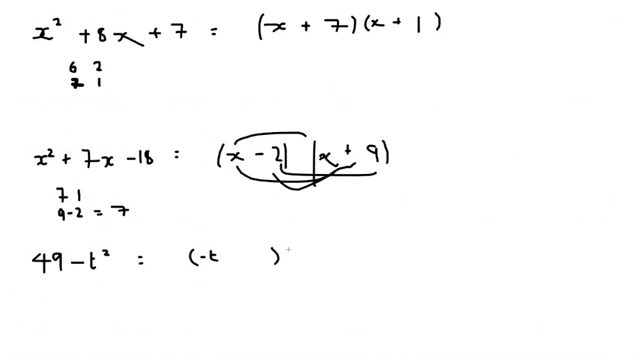 x² + 8x + 7 = (x + 7)(x + 1)
6 2
7 1
x² + 7x - 18 = (x - 2)(x + 9)
7 1
9 - 2 = 7
49 - t² = (-t )